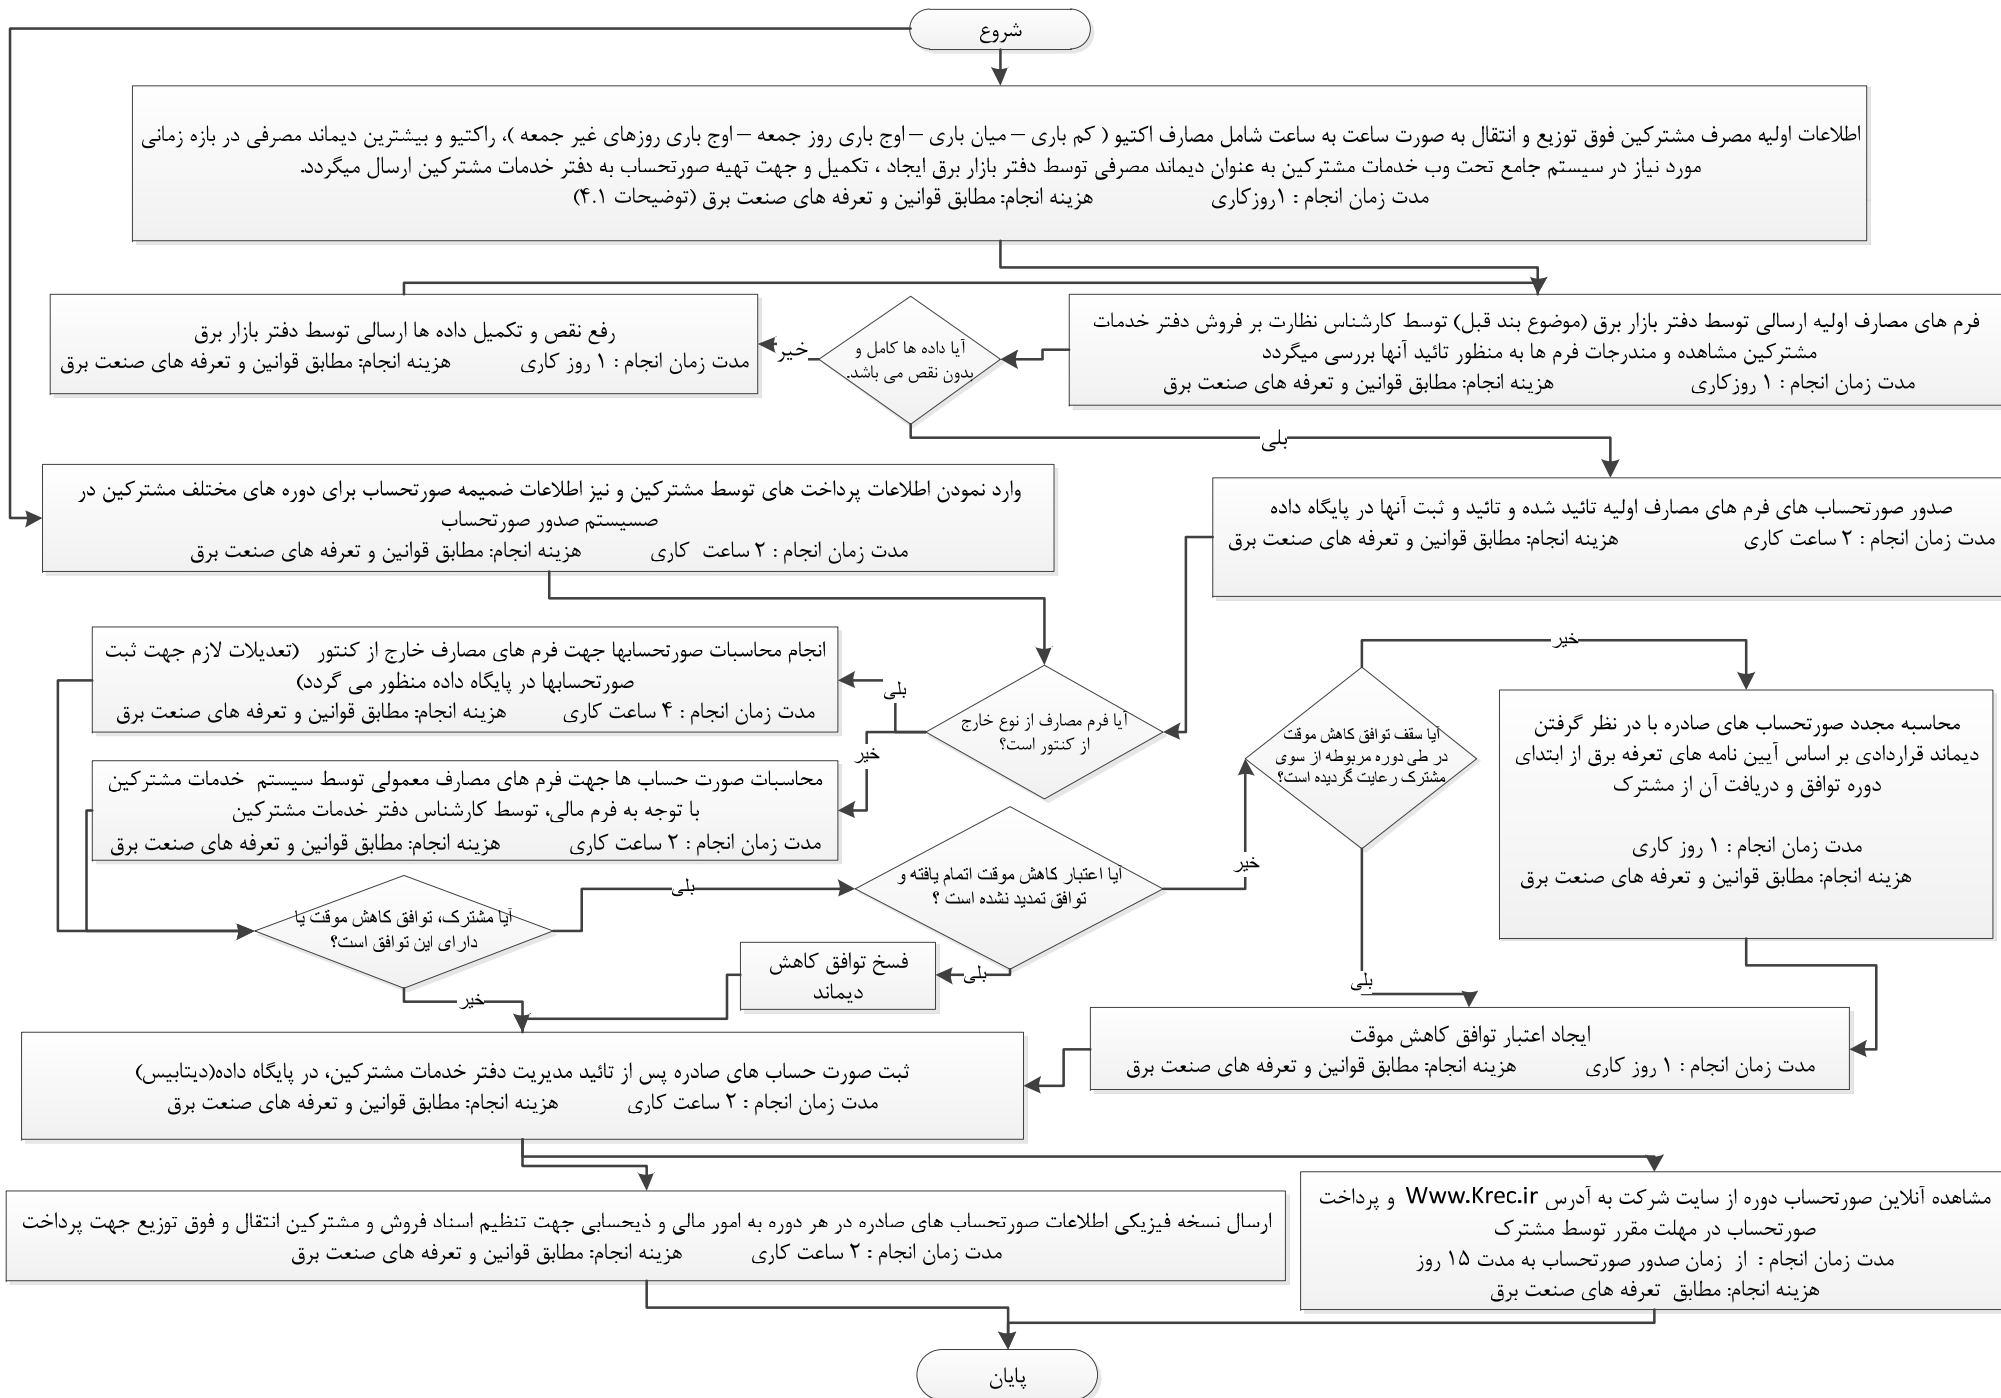 شروع
اطلاعات اولیه مصرف مشترکین فوق توزیع و انتقال به صورت ساعت به ساعت شامل مصارف اکتیو ( کم باری – میان باری – اوج باری روز جمعه – اوج باری روزهای غیر جمعه )، راکتیو و بیشترین دیماند مصرفی در بازه زمانی
مورد نیاز در سیستم جامع تحت وب خدمات مشترکین به عنوان دیماند مصرفی توسط دفتر بازار برق ایجاد ، تکمیل و جهت تهیه صورتحساب به دفتر خدمات مشترکین ارسال میگردد.
مدت زمان انجام : ۱روزکاری هزینه انجام: مطابق قوانین و تعرفه های صنعت برق (توضیحات ۴.۱)
فرم های مصارف اولیه ارسالی توسط دفتر بازار برق (موضوع بند قبل) توسط کارشناس نظارت بر فروش دفتر خدمات
مشترکین مشاهده و مندرجات فرم ها به منظور تائید آنها بررسی میگردد
مدت زمان انجام : ۱ روزکاری هزینه انجام: مطابق قوانین و تعرفه های صنعت برق
آیا داده ها کامل و
بدون نقص می باشد.
خیر
رفع نقص و تکمیل داده ها ارسالی توسط دفتر بازار برق
مدت زمان انجام : ۱ روز کاری هزینه انجام: مطابق قوانین و تعرفه های صنعت برق
بلی
صدور صورتحساب های فرم های مصارف اولیه تائید شده و تائید و ثبت آنها در پایگاه داده
مدت زمان انجام : ۲ ساعت کاری هزینه انجام: مطابق قوانین و تعرفه های صنعت برق
وارد نمودن اطلاعات پرداخت های توسط مشترکین و نیز اطلاعات ضمیمه صورتحساب برای دوره های مختلف مشترکین در
صسیستم صدور صورتحساب
مدت زمان انجام : ۲ ساعت کاری هزینه انجام: مطابق قوانین و تعرفه های صنعت برق
آیا فرم مصارف از نوع خارج
از کنتور است؟
بلی
خیر
انجام محاسبات صورتحسابها جهت فرم های مصارف خارج از کنتور (تعدیلات لازم جهت ثبت
صورتحسابها در پایگاه داده منظور می گردد)
مدت زمان انجام : ۴ ساعت کاری هزینه انجام: مطابق قوانین و تعرفه های صنعت برق
محاسبات صورت حساب ها جهت فرم های مصارف معمولی توسط سیستم خدمات مشترکین
با توجه به فرم مالی، توسط کارشناس دفتر خدمات مشترکین
مدت زمان انجام : ۲ ساعت کاری هزینه انجام: مطابق قوانین و تعرفه های صنعت برق
آیا مشترک، توافق کاهش موقت یا
دارای این توافق است؟
بلی
خیر
آیا اعتبار کاهش موقت اتمام یافته و
توافق تمدید نشده است ؟
خیر
بلی
فسخ توافق کاهش
دیماند
آیا سقف توافق کاهش موقت
در طی دوره مربوطه از سوی
مشترک رعایت گردیده است؟
خیر
بلی
محاسبه مجدد صورتحساب های صادره با در نظر گرفتن
دیماند قراردادی بر اساس آیین نامه های تعرفه برق از ابتدای
دوره توافق و دریافت آن از مشترک
مدت زمان انجام : ۱ روز کاری
هزینه انجام: مطابق قوانین و تعرفه های صنعت برق
ایجاد اعتبار توافق کاهش موقت
مدت زمان انجام : ۱ روز کاری هزینه انجام: مطابق قوانین و تعرفه های صنعت برق
ثبت صورت حساب های صادره پس از تائید مدیریت دفتر خدمات مشترکین، در پایگاه داده(دیتابیس)
مدت زمان انجام : ۲ ساعت کاری هزینه انجام: مطابق قوانین و تعرفه های صنعت برق
مشاهده آنلاین صورتحساب دوره از سایت شرکت به آدرس Www.Krec.ir و پرداخت
صورتحساب در مهلت مقرر توسط مشترک
مدت زمان انجام : از زمان صدور صورتحساب به مدت ۱۵ روز
هزینه انجام: مطابق تعرفه های صنعت برق
ارسال نسخه فیزیکی اطلاعات صورتحساب های صادره در هر دوره به امور مالی و ذیحسابی جهت تنظیم اسناد فروش و مشترکین انتقال و فوق توزیع جهت پرداخت
مدت زمان انجام : ۲ ساعت کاری هزینه انجام: مطابق قوانین و تعرفه های صنعت برق
پایان